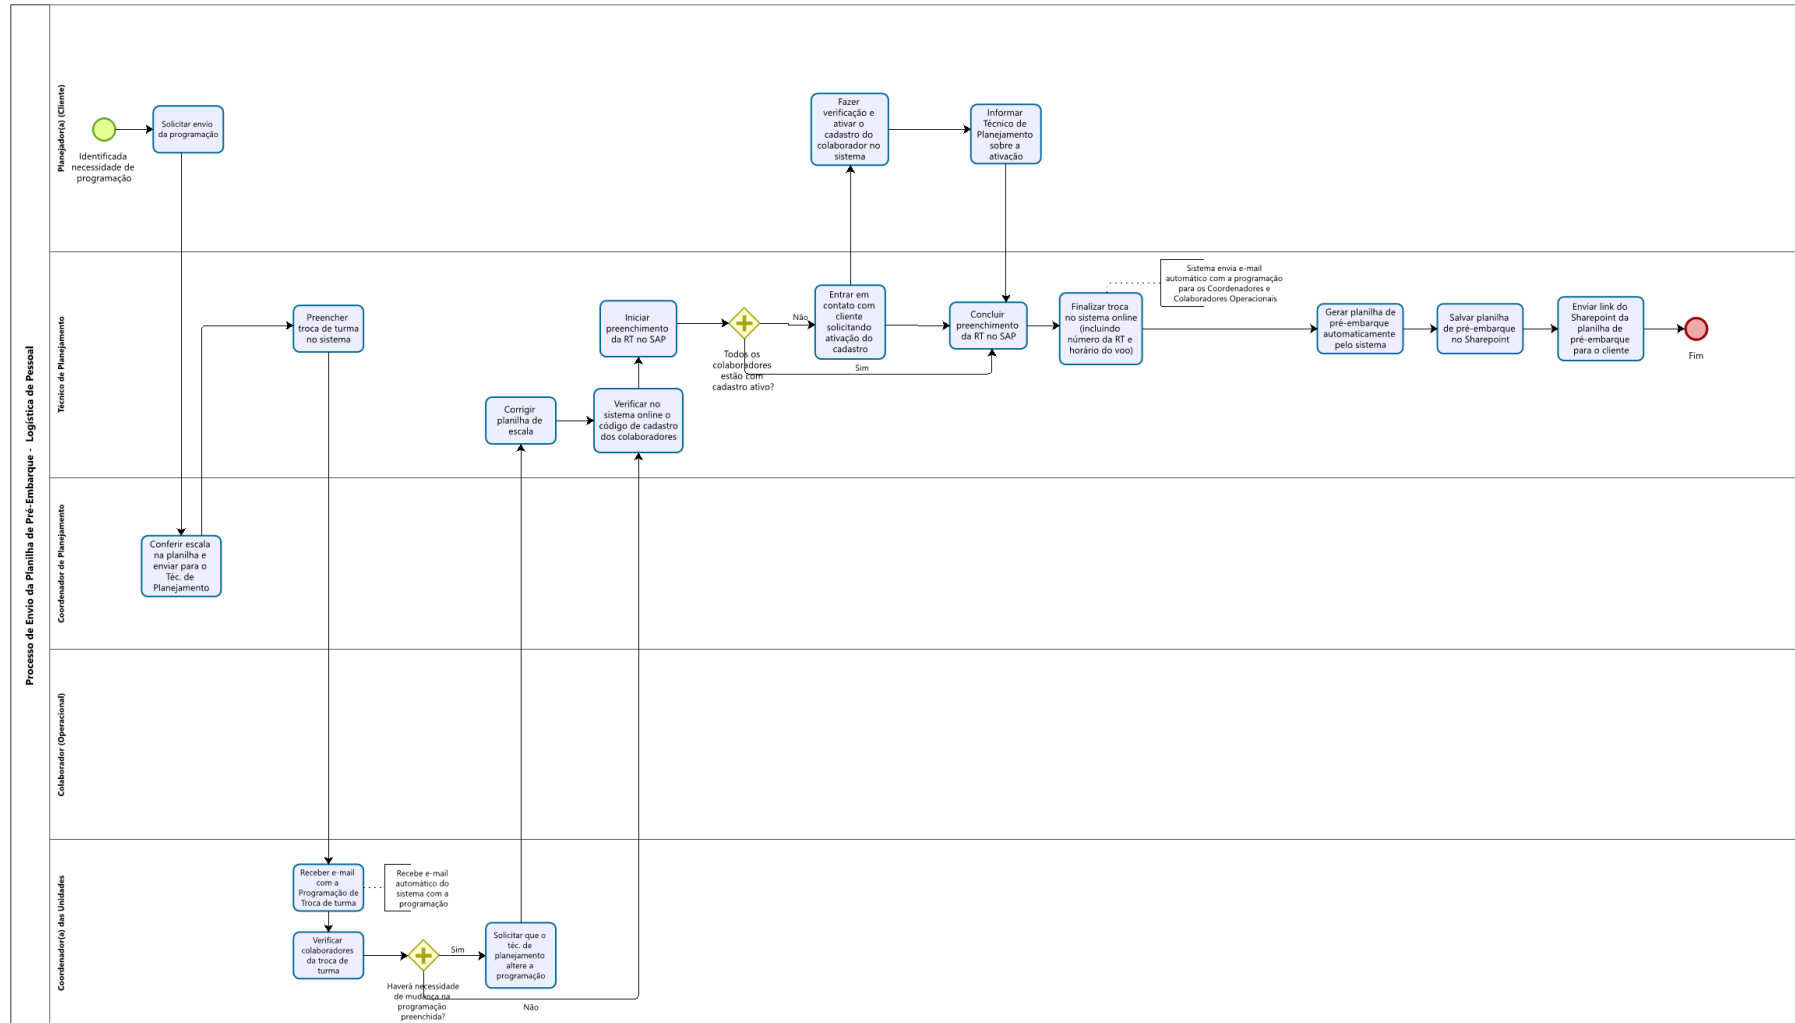 Processo de Envio da Planilha de Pré-Embarque - Logística de Pessoal
Planejador(a) (Cliente)
Identificada
necessidade de
programação
Solicitar envio
da programação
Fazer
verificação e
ativar o
cadastro do
colaborador no
sistema
Informar
Técnico de
Planejamento
sobre a
ativação
Técnico de Planejamento
Preencher
troca de turma
no sistema
Corrigir
planilha de
escala
Iniciar
preenchimento
da RT no SAP
Verificar no
sistema online o
código de cadastro
dos colaboradores
Todos os
colaboradores
estão com
cadastro ativo?
Não
Sim
Entrar em
contato com
cliente
solicitando
ativação do
cadastro
Concluir
preenchimento
da RT no SAP
Finalizar troca
no sistema online
(incluindo
número da RT e
horário do voo)
Sistema envia e-mail
automático com a programação
para os Coordenadores e
Colaboradores Operacionais
Gerar planilha de
pré-embarque
automaticamente
pelo sistema
Salvar planilha
de pré-embarque
no Sharepoint
Enviar link do
Sharepoint da
planilha de
pré-embarque
para o cliente
Fim
Coordenador de Planejamento
Conferir escala
na planilha e
enviar para o
Téc. de
Planejamento
Colaborador (Operacional)
Coordenador(a) das Unidades
Receber e-mail
com a
Programação de
Troca de turma
Recebe e-mail
automático do
sistema com a
programação
Verificar
colaboradores
da troca de
turma
Haverá necessidade
de mudança na
programação
preenchida?
Sim
Não
Solicitar que o
téc. de
planejamento
altere a
programação